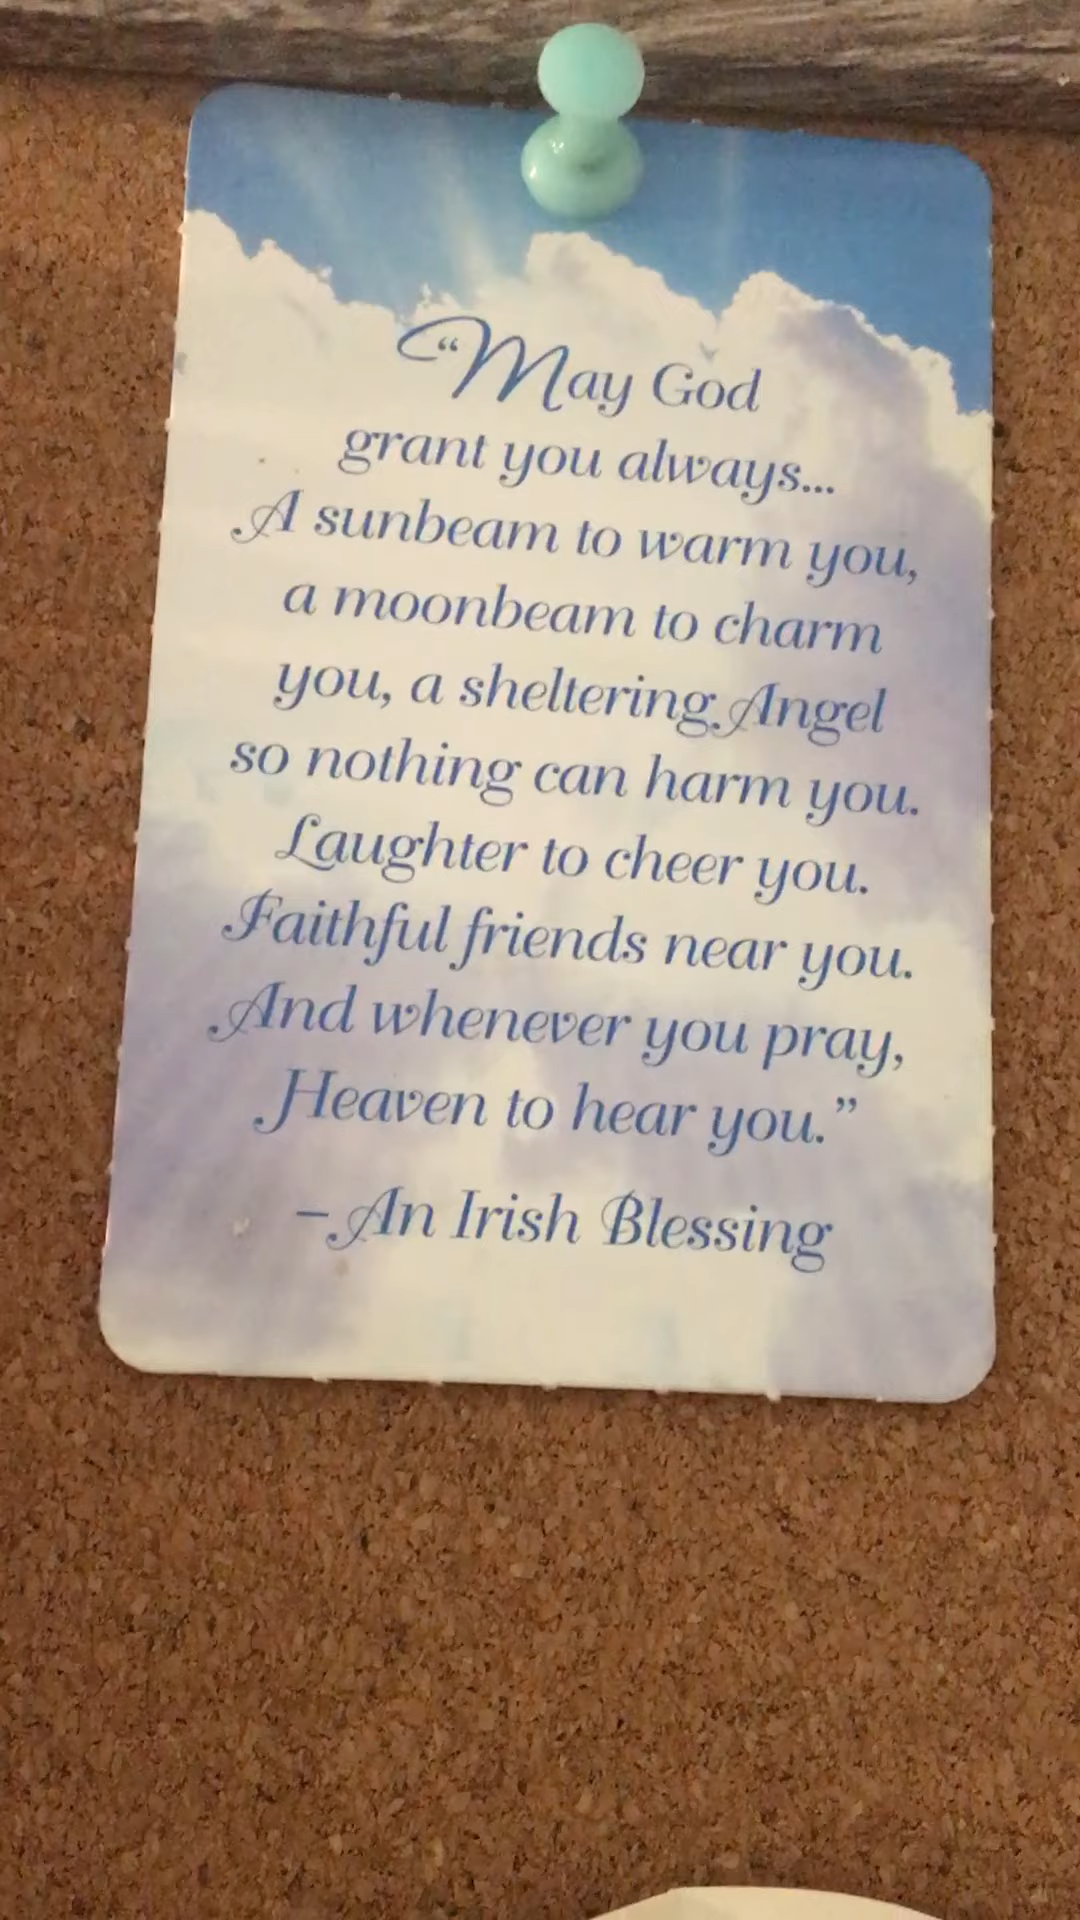 “May God
grant you always...
A sunbeam to warm you,
a moonbeam to charm
you, a sheltering Angel
so nothing can harm you.
Laughter to cheer you.
Faithful friends near you.
And whenever you pray,
Heaven to hear you.”
–An Irish Blessing